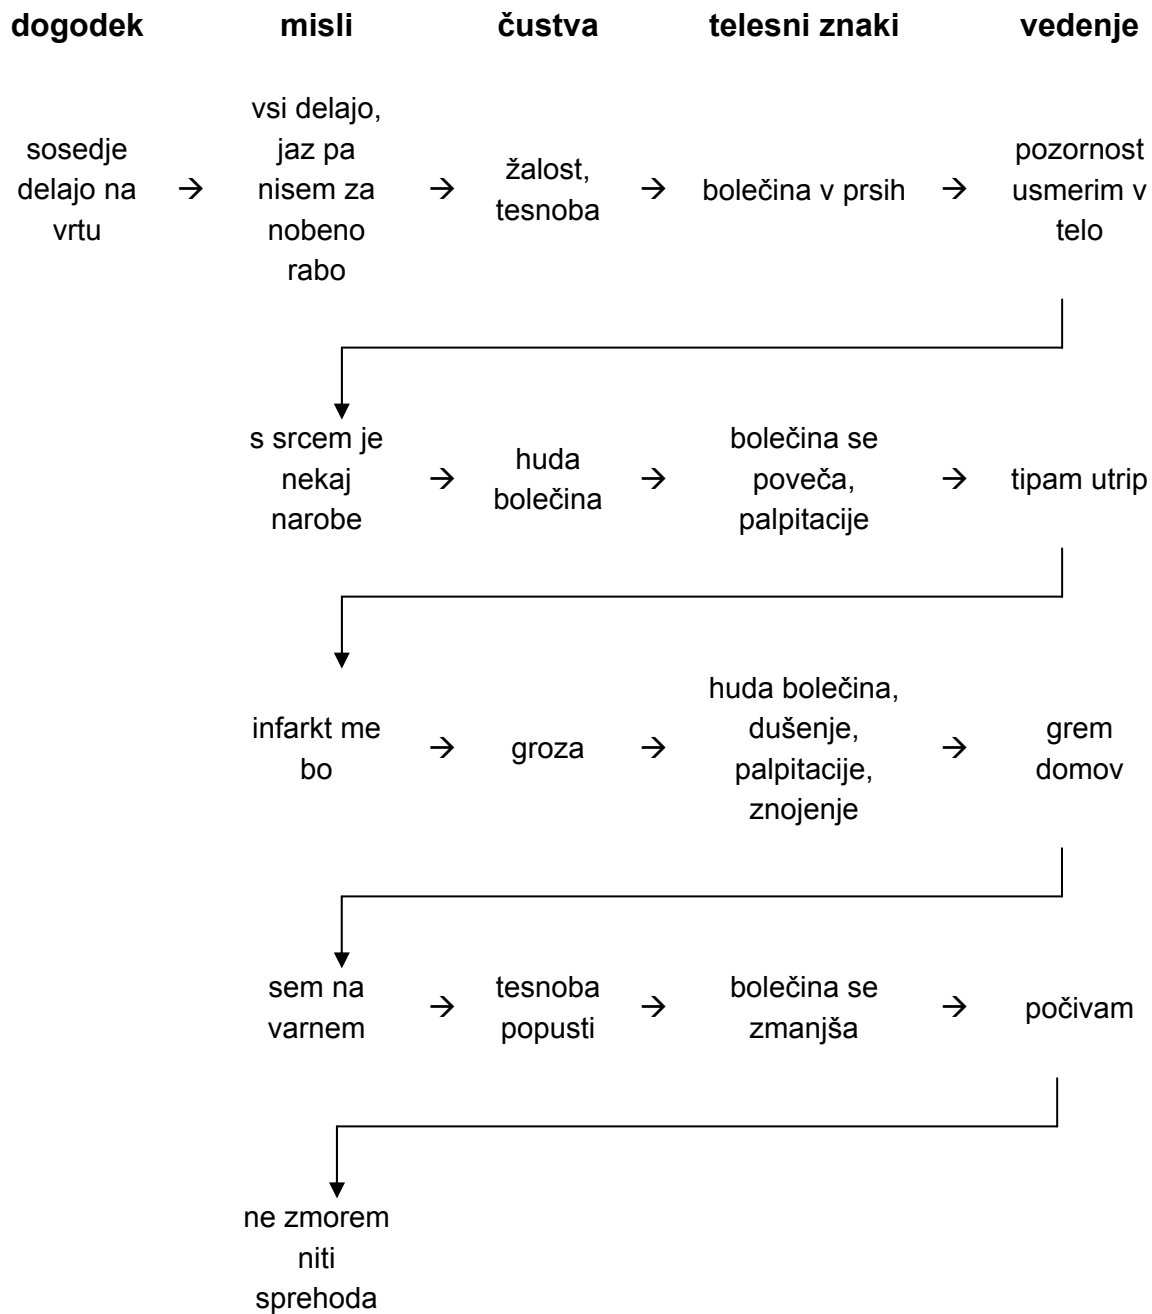 dogodek misli čustva telesni znaki vedenje
sosedje
delajo na
vrtu
→
vsi delajo,
jaz pa
nisem za
nobeno
rabo
→
žalost,
tesnoba
→
bolečina v prsih
→
pozornost
usmerim v
telo
s srcem je
nekaj
narobe
→
huda
bolečina
→
bolečina se
poveča,
palpitacije
→
tipam utrip
infarkt me
bo
→
groza
→
huda bolečina,
dušenje,
palpitacije,
znojenje
→
grem
domov
sem na
varnem
→
tesnoba
popusti
→
bolečina se
zmanjša
→
počivam
ne zmorem
niti
sprehoda